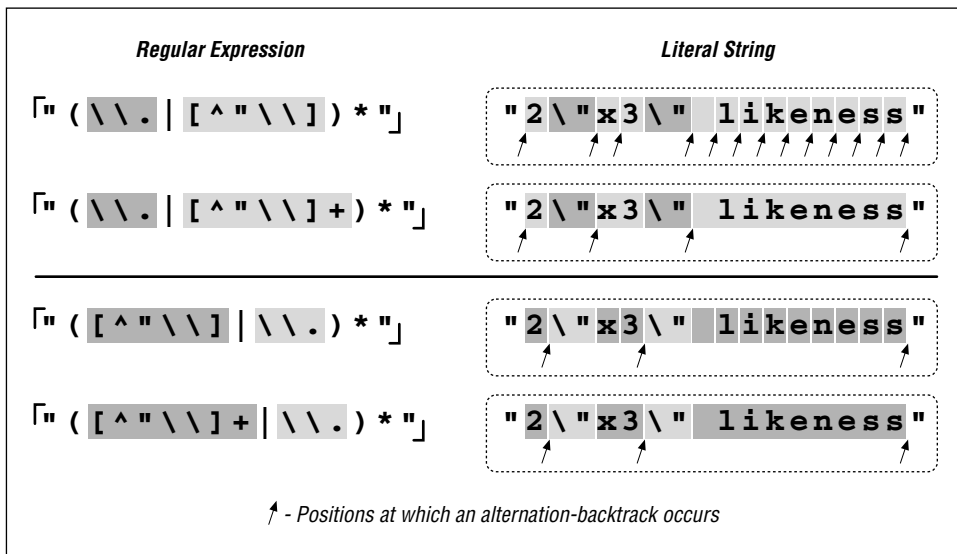 Regular Expression Literal String
「"(\\.|[^"\\])*"」 "2\"x3\" likeness"
「"(\\.|[^"\\]+)*"」 "2\"x3\" likeness"
「"([^"\\]|\\.)*"」 "2\"x3\" likeness"
「"([^"\\]+|\\.)*"」 "2\"x3\" likeness"
- Positions at which an alternation-backtrack occurs